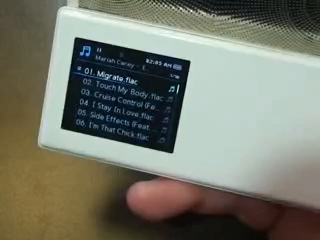 02:05 AM
Mariah Carey - E...
01. Migrate.flac
02. Touch My Body.flac
03. Cruise Control (Fe...
04. I Stay In Love.flac
05. Side Effects (Feat...
06. I'm That Chick.flac